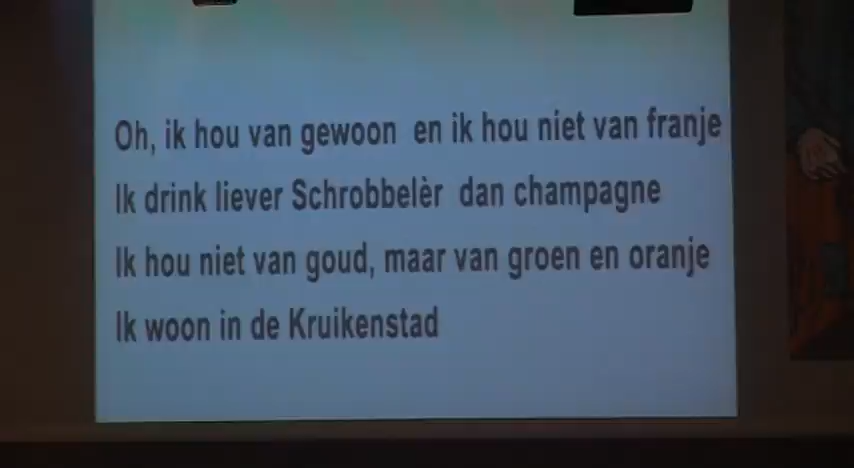 Oh, ik hou van gewoon en ik hou niet van franje
Ik drink liever Schrobbelèr dan champagne
Ik hou niet van goud, maar van groen en oranje
Ik woon in de Kruikenstad